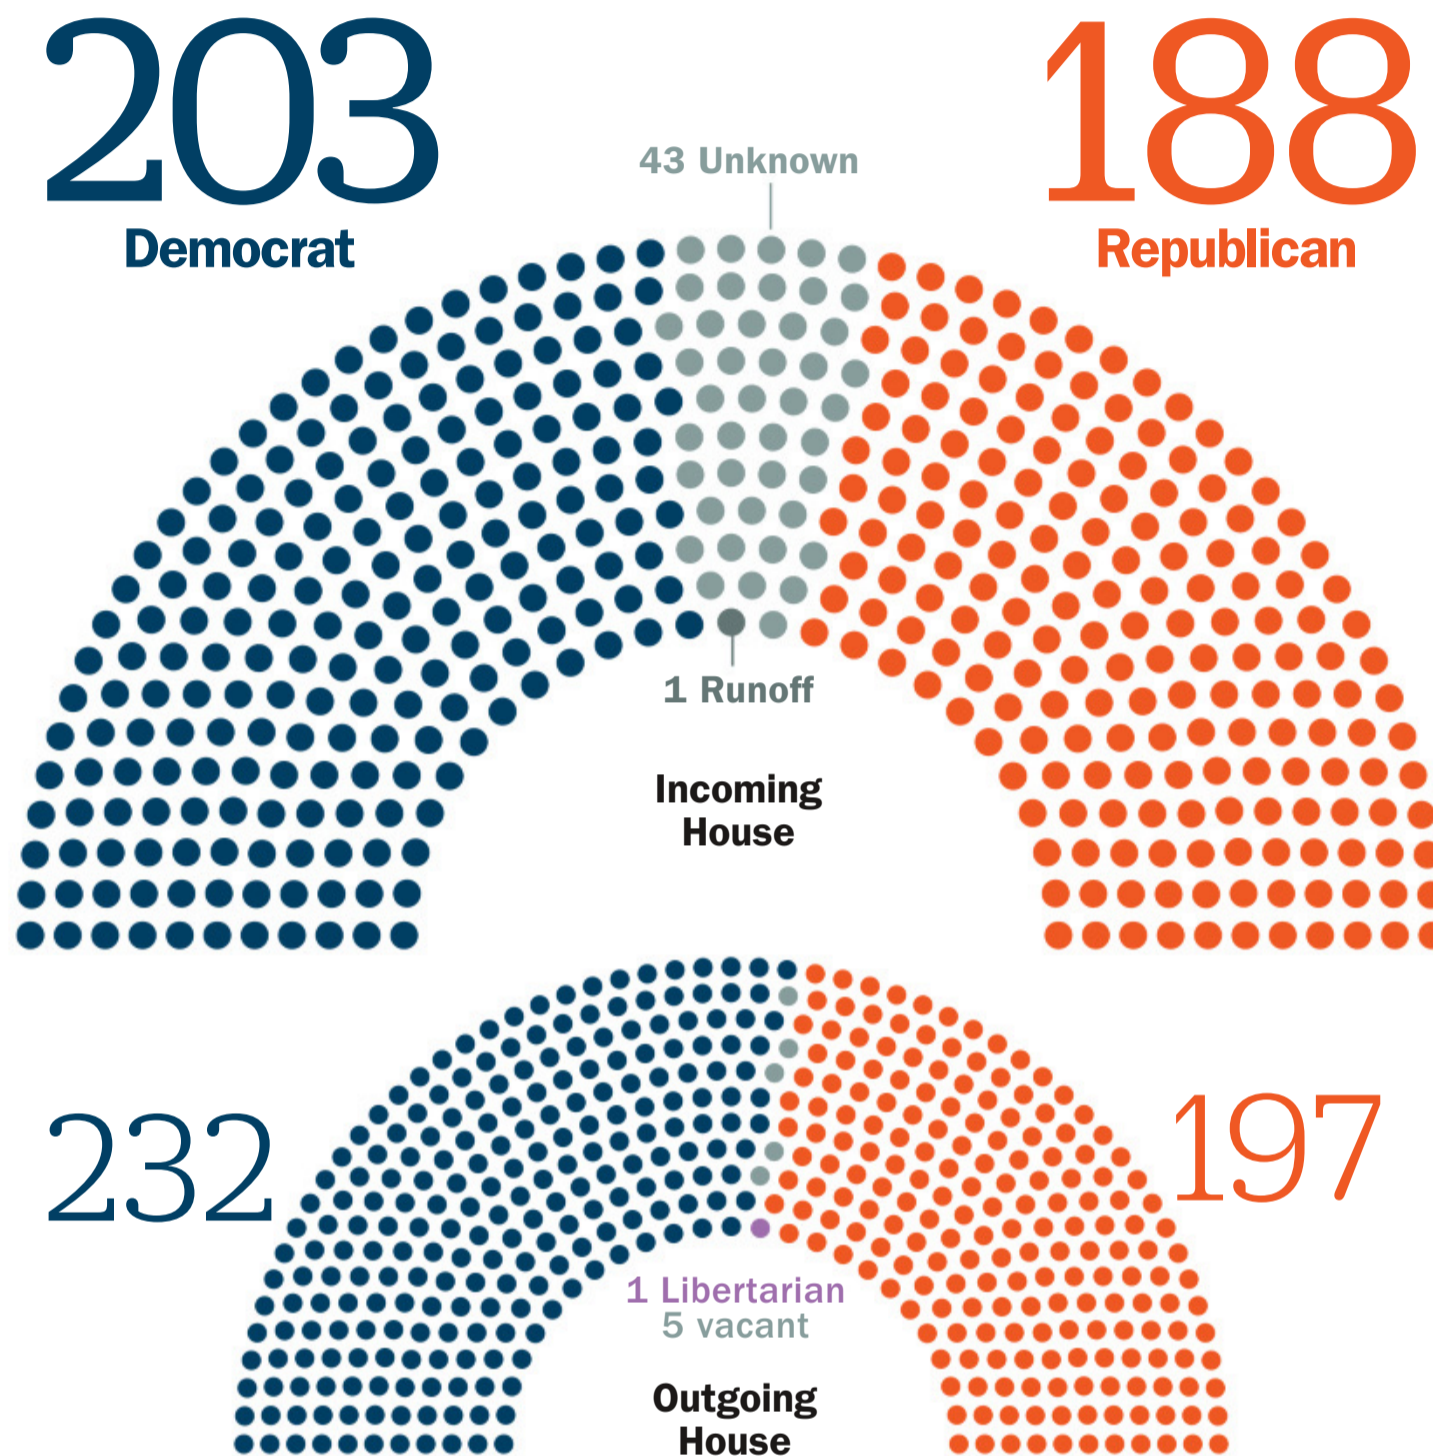 203
Democrat
188
Republican
43 Unknown
1 Runoff
Incoming
House
232
197
1 Libertarian
5 vacant
Outgoing
House